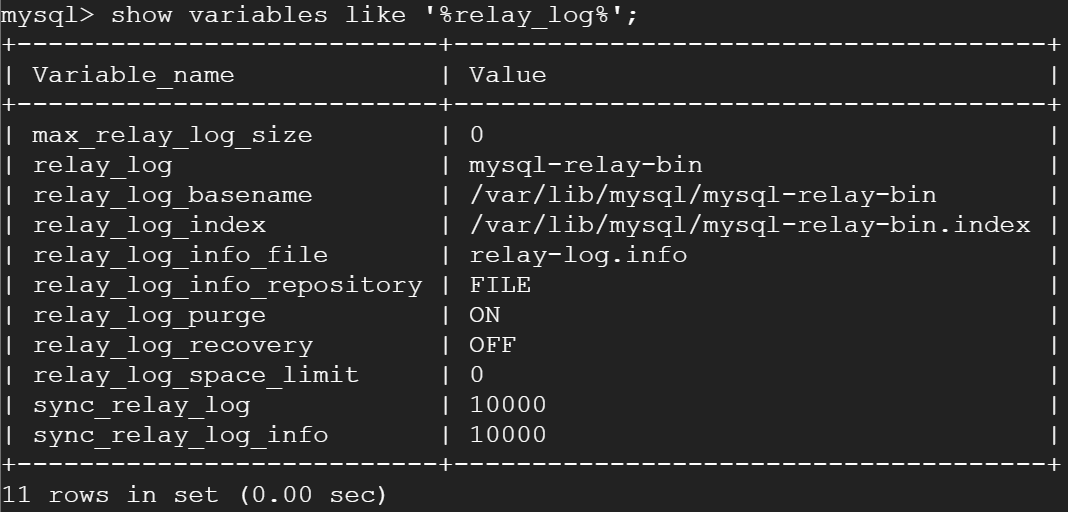 mysql> show variables like '%relay_log%';
+---------------------------+--------------------------------------+
| Variable_name             | Value                                |
+---------------------------+--------------------------------------+
| max_relay_log_size        | 0                                    |
| relay_log                 | mysql-relay-bin                      |
| relay_log_basename        | /var/lib/mysql/mysql-relay-bin       |
| relay_log_index           | /var/lib/mysql/mysql-relay-bin.index |
| relay_log_info_file       | relay-log.info                       |
| relay_log_info_repository | FILE                                 |
| relay_log_purge           | ON                                   |
| relay_log_recovery        | OFF                                  |
| relay_log_space_limit     | 0                                    |
| sync_relay_log            | 10000                                |
| sync_relay_log_info       | 10000                                |
+---------------------------+--------------------------------------+
11 rows in set (0.00 sec)